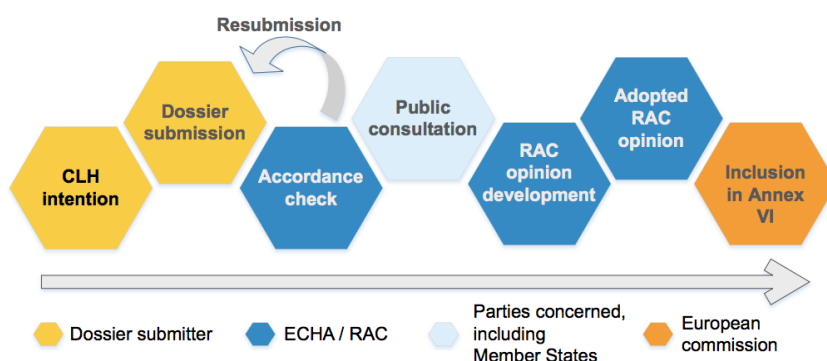 Resubmission
CLH
intention
Dossier
submission
Accordance
check
Public
consultation
RAC
opinion
development
Adopted
RAC
opinion
Inclusion
in Annex
VI
Dossier submitter
ECHA / RAC
Parties concerned,
including
Member States
European
commission